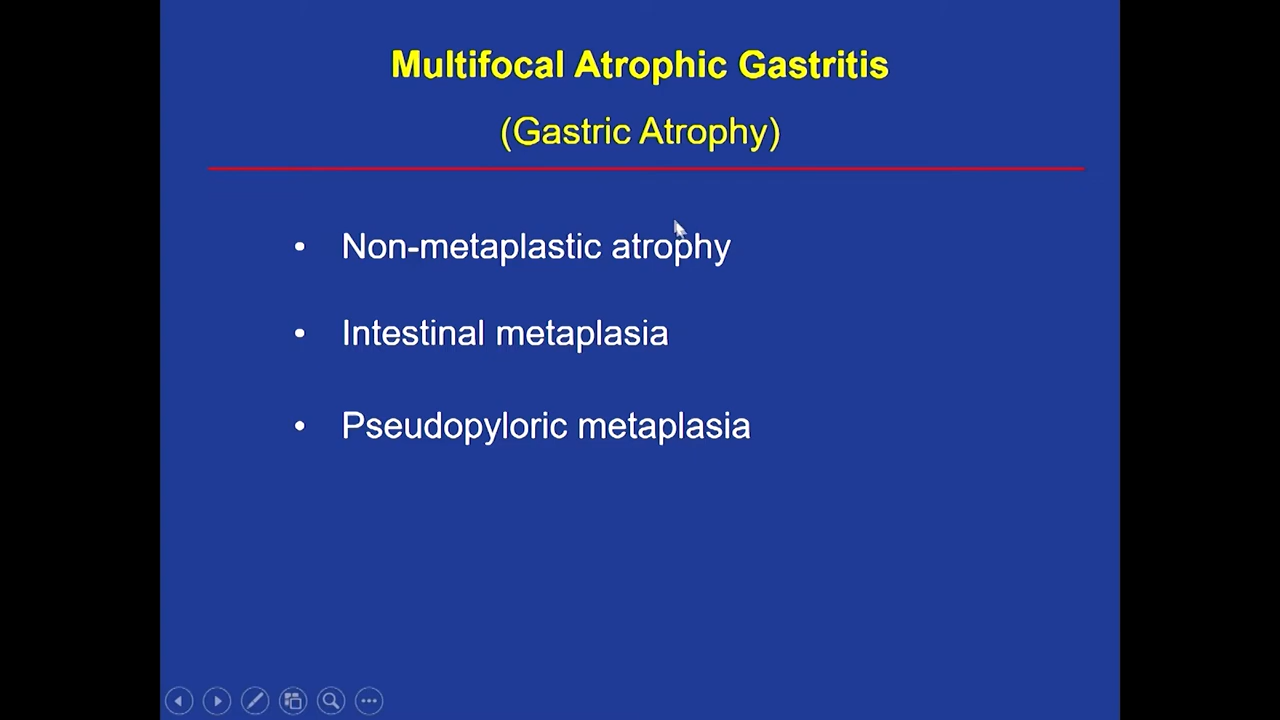 Multifocal Atrophic Gastritis
(Gastric Atrophy)
• Non-metaplastic atrophy
• Intestinal metaplasia
• Pseudopyloric metaplasia